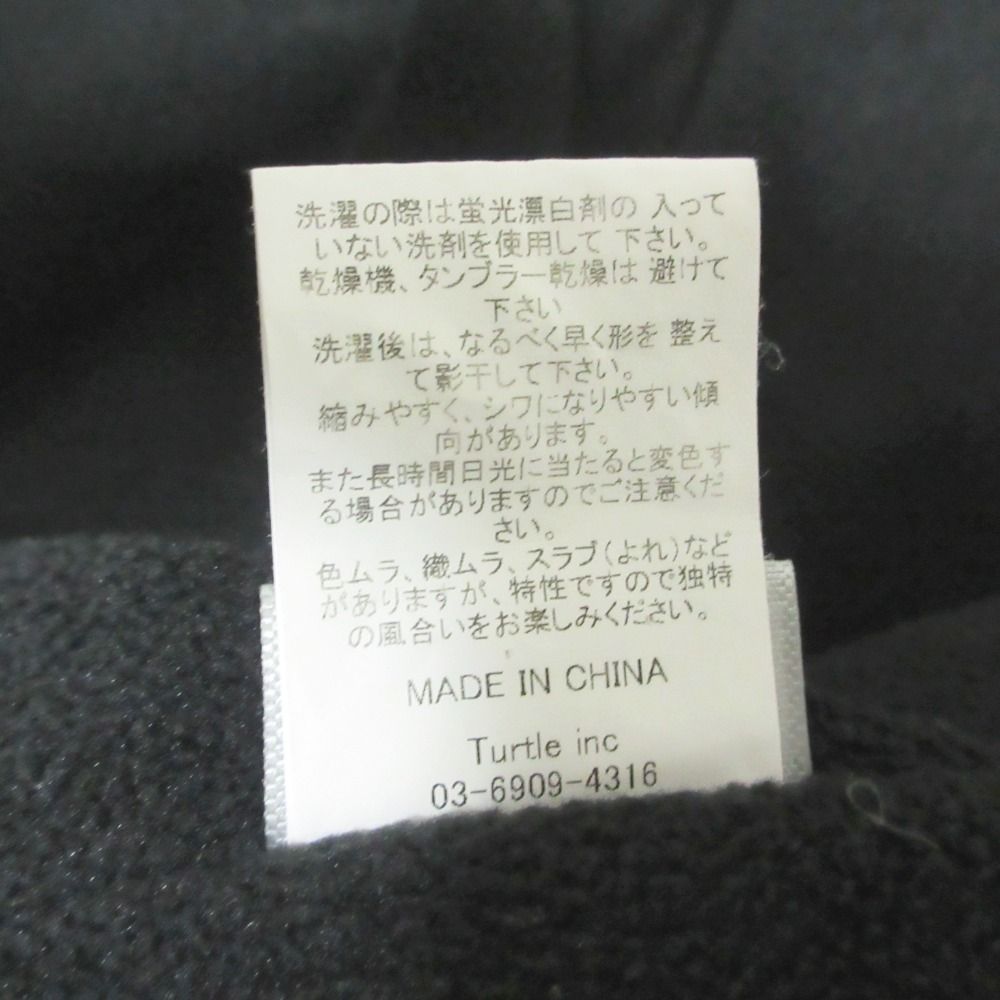 洗濯の際は蛍光漂白剤の 入って
いない洗剤を使用して 下さい。
乾燥機、タンブラー乾燥は 避けて
下さい
洗濯後は、なるべく早く形を 整え
て影干して下さい。
縮みやすく、シワになりやすい傾
向があります。
また長時間日光に当たると変色す
る場合がありますのでご注意くだ
さい。
色ムラ、織ムラ、スラブ(よれ)など
がありますが、特性ですので独特
の風合いをお楽しみください。
MADE IN CHINA
Turtle inc
03-6909-4316